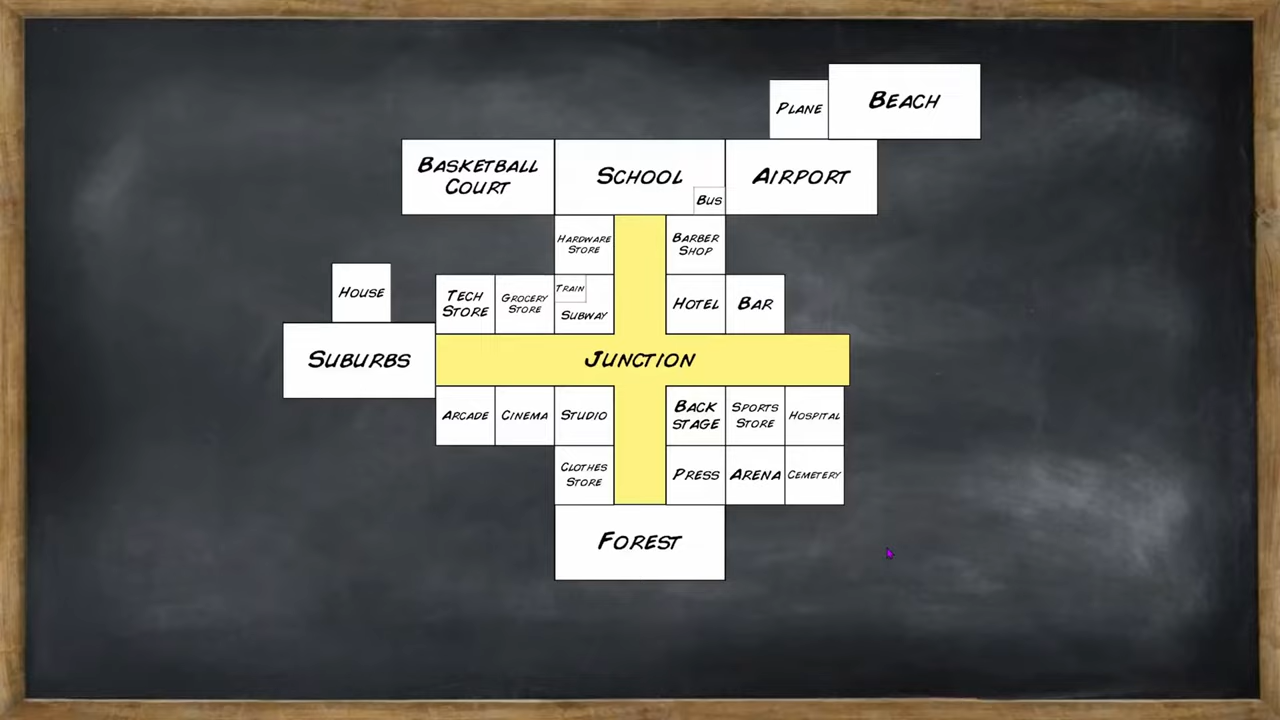 BEACH
PLANE
BASKETBALL
COURT
SCHOOL
AIRPORT
BUS
HARDWARE
STORE
BARBER
SHOP
HOUSE
TECH
STORE
GROCERY
STORE
TRAIN
SUBWAY
HOTEL
BAR
SUBURBS
JUNCTION
ARCADE
CINEMA
STUDIO
BACK
STAGE
SPORTS
STORE
HOSPITAL
CLOTHES
STORE
PRESS
ARENA
CEMETERY
FOREST